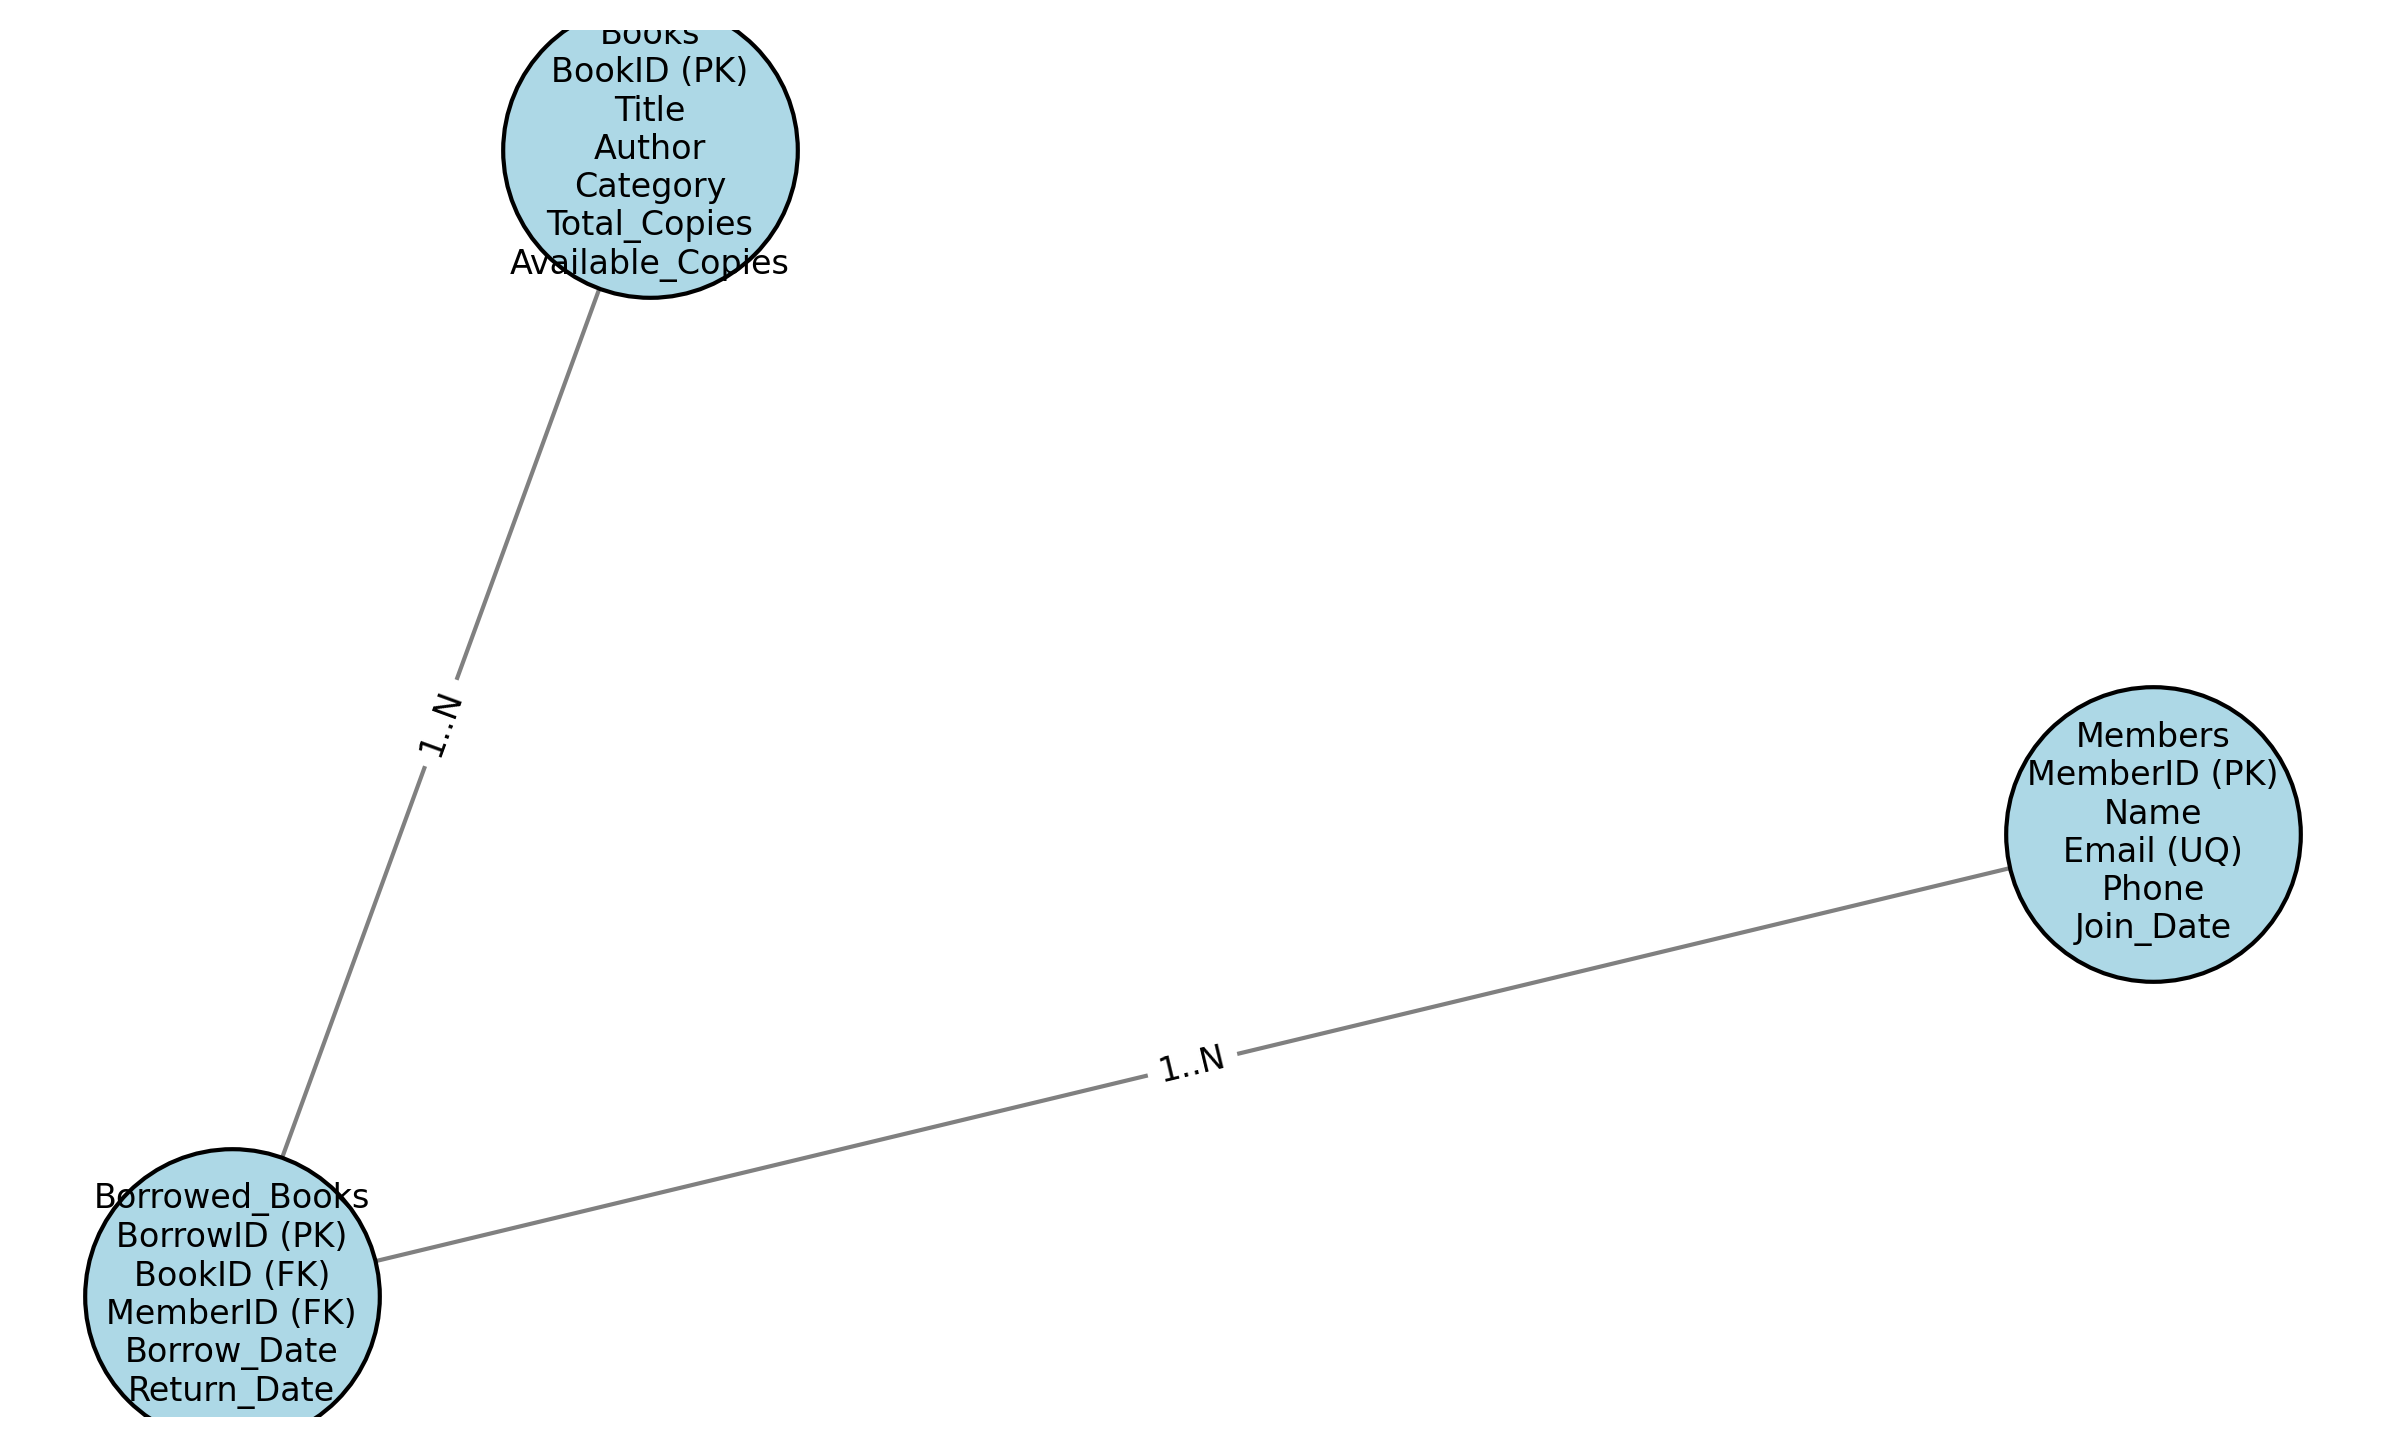 Books
BookID (PK)
Title
Author
Category
Total_Copies
Available_Copies
1..N
Members
MemberID (PK)
Name
Email (UQ)
Phone
Join_Date
1..N
Borrowed_Books
BorrowID (PK)
BookID (FK)
MemberID (FK)
Borrow_Date
Return_Date